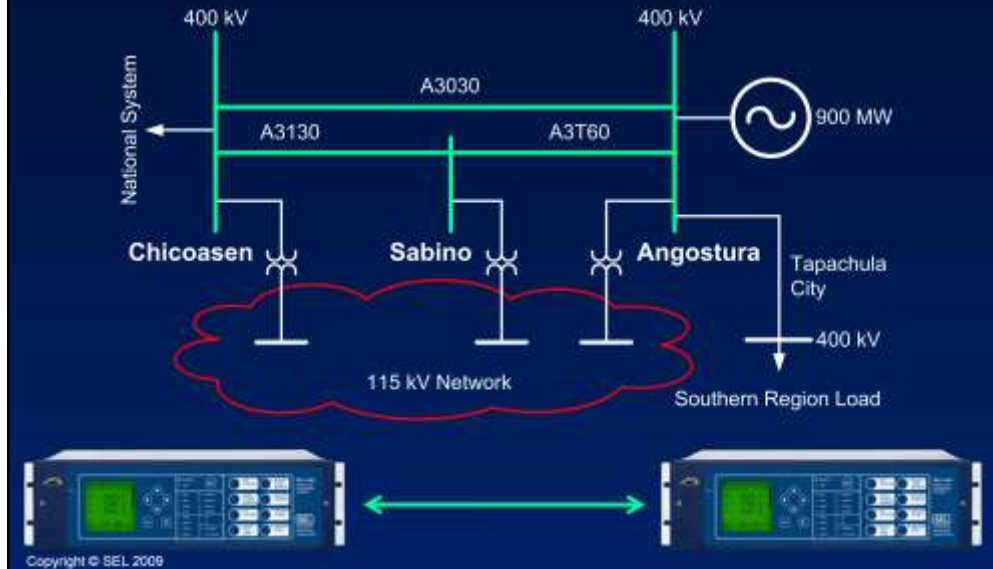 400 kV
400 kV
A3030
National System
900 MW
A3130
A3T60
Chicoasen
Sabino
Angostura
Tapachula
City
400 kV
115 kV Network
Southern Region Load
Copyright © SEL 2009